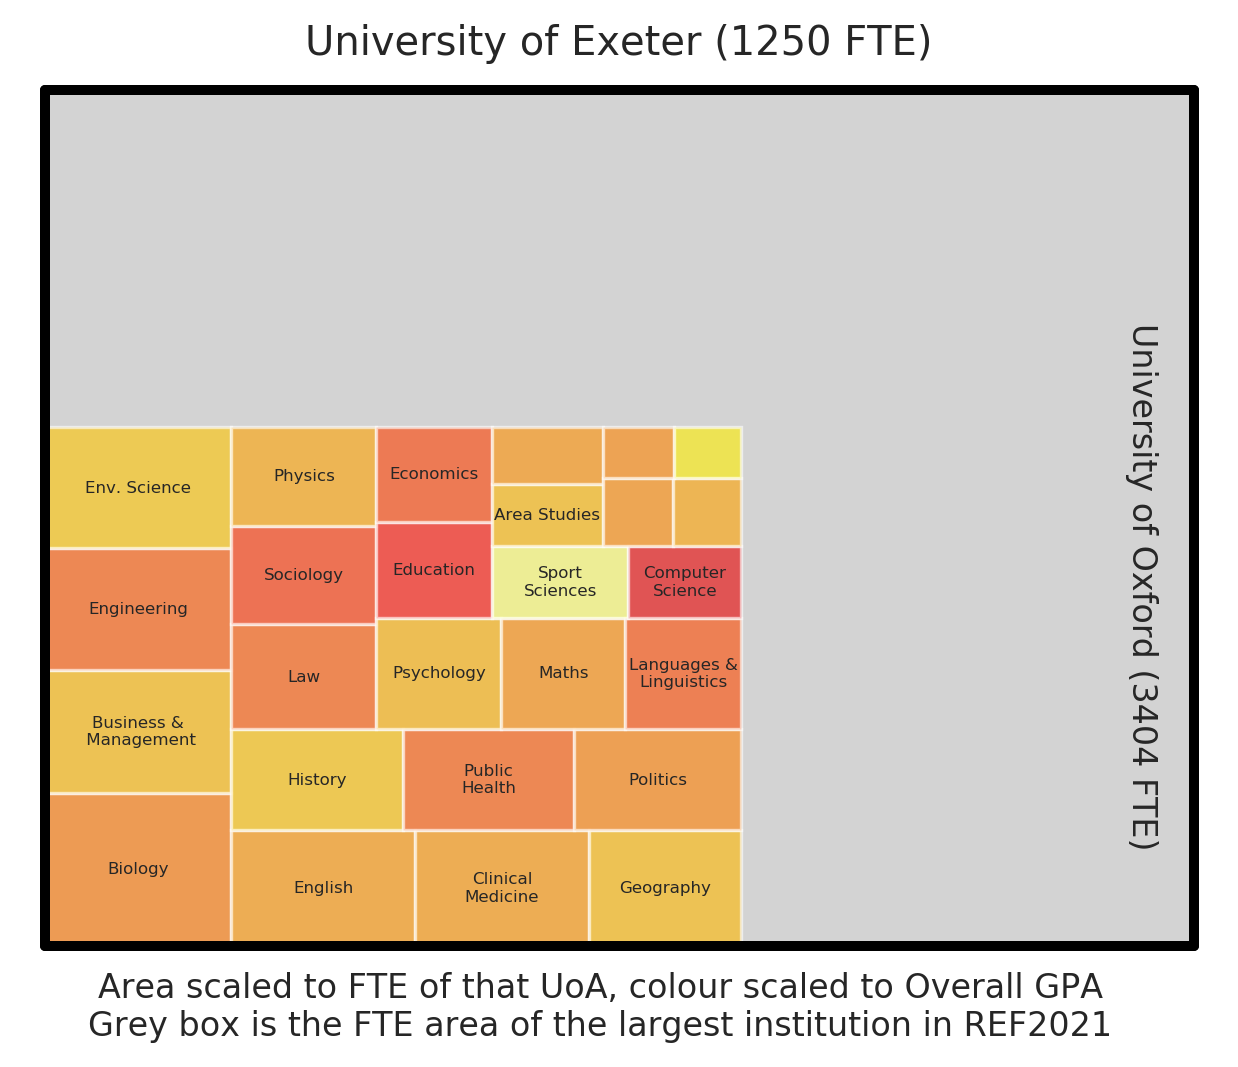 University of Exeter (1250 FTE)
Env. Science
Physics
Economics
Area Studies
Engineering
Sociology
Education
Sport
Sciences
Computer
Science
Business &
Management
Law
Psychology
Maths
Languages &
Linguistics
History
Public
Health
Politics
Biology
English
Clinical
Medicine
Geography
University of Oxford (3404 FTE)
Area scaled to FTE of that UoA, colour scaled to Overall GPA
Grey box is the FTE area of the largest institution in REF2021